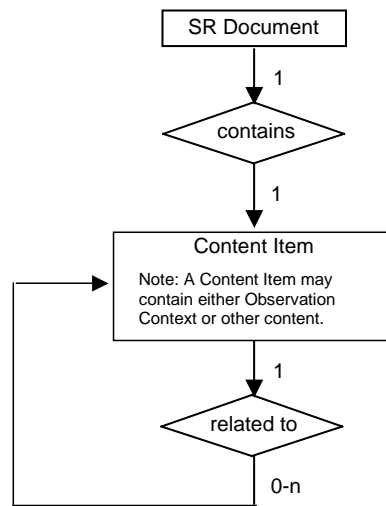 SR Document
1
contains
1
Content Item
Note: A Content Item may
contain either Observation
Context or other content.
1
related to
0-n